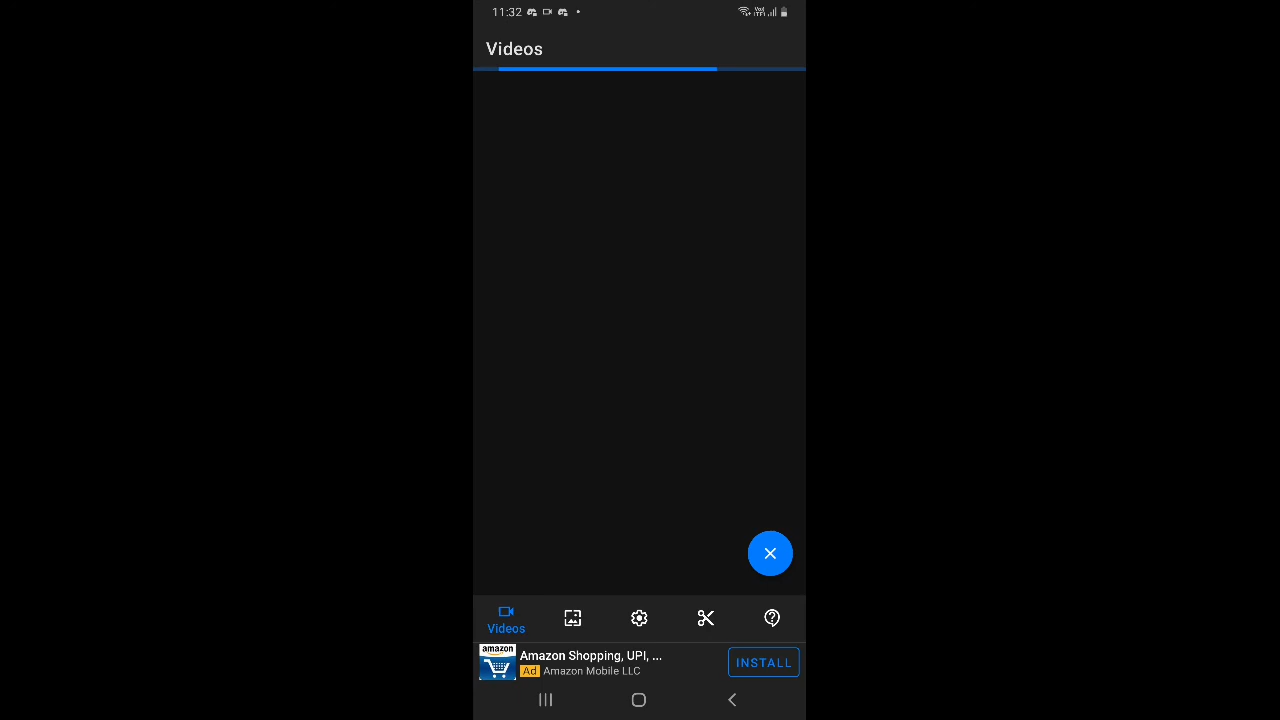 11:32
Videos
Videos
amazon
Amazon Shopping, UPI, ...
Ad Amazon Mobile LLC
INSTALL